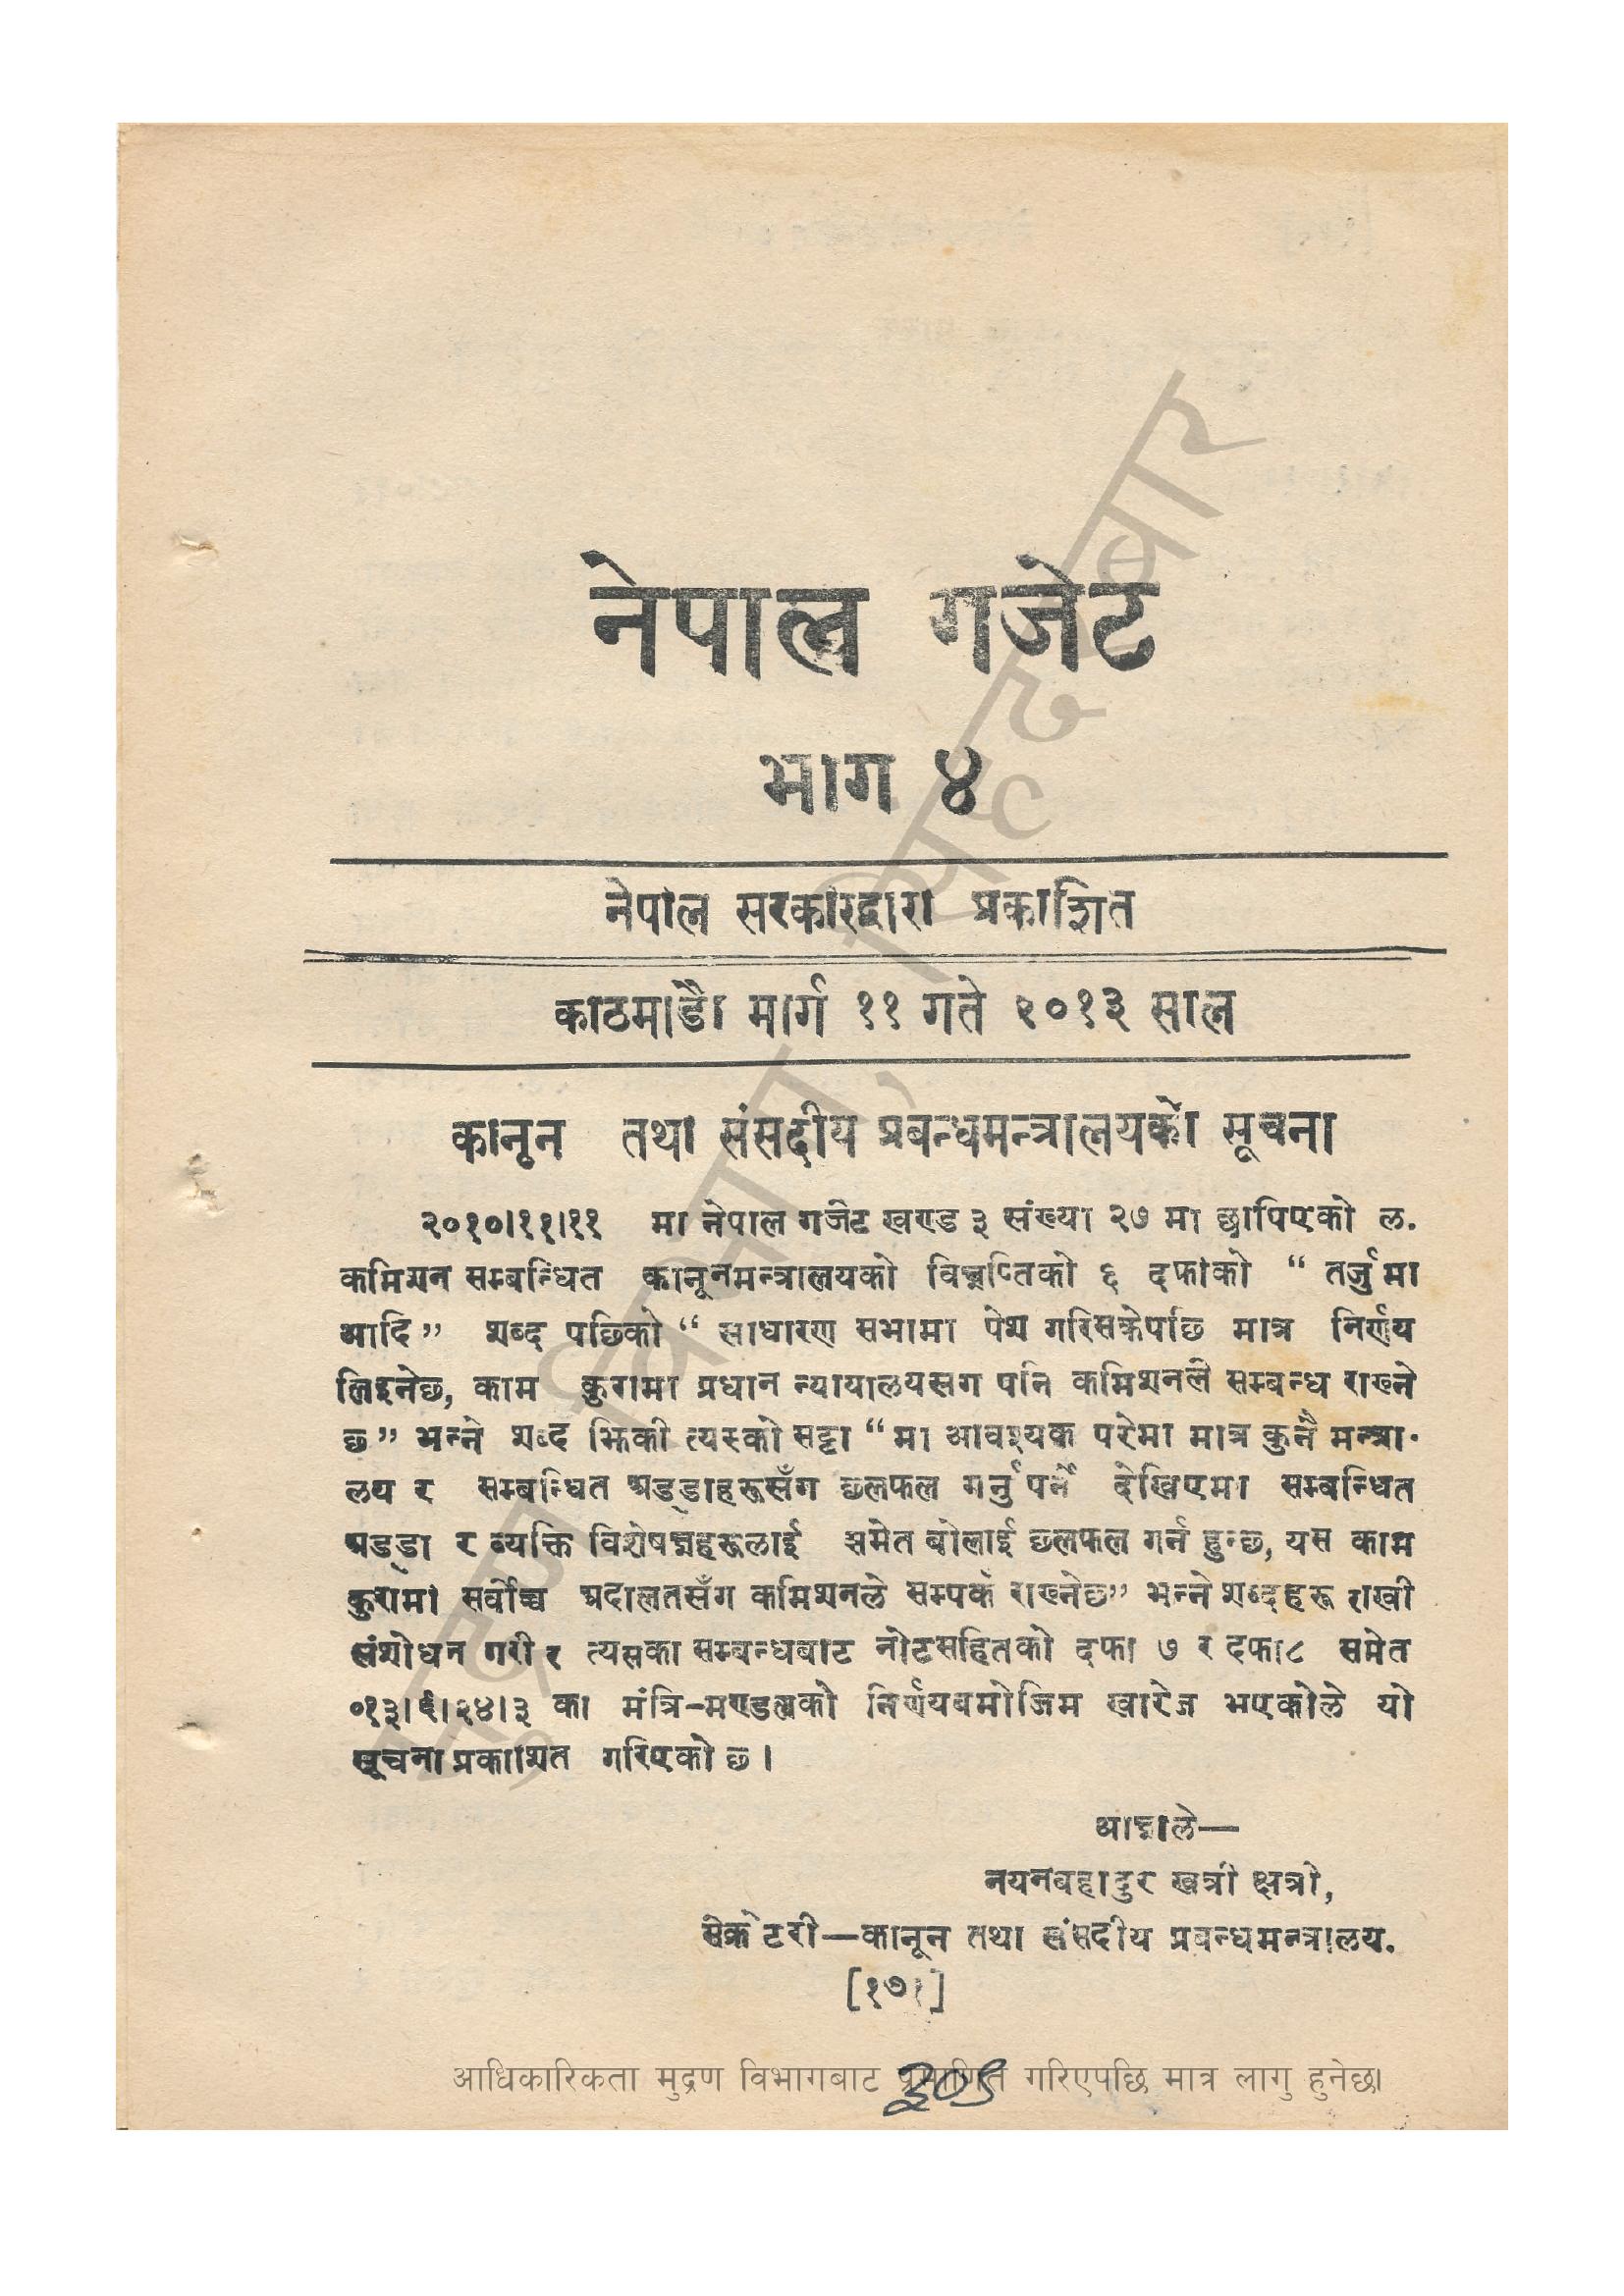 नेपाल गजेट
भाग ४
नेपाल सरकारद्वारा प्रकाशित
काठमाडौं मार्ग ११ गते २०१३ साल
कानून तथा संसदीय प्रबन्धमन्त्रालयको सूचना
२०१०।११।११ मा नेपाल गजेट खण्ड ३ संख्या २७ मा छापिएको ल.
कमिशन सम्बन्धित कानूनमन्त्रालयको विज्ञप्तिको ६ दफाको “ तर्जुमा
आदि” शब्द पछिको “ साधारण सभामा पेश गरिसकेपछि मात्र निर्णय
लिइनेछ, काम कुरामा प्रधान न्यायालयसग पनि कमिशनले सम्बन्ध राख्ने
छ” भन्ने शब्द झिकी त्यस्को सट्टा “मा आवश्यक परेमा मात्र कुनै मन्त्रा-
लय र सम्बन्धित अड्डाहरूसँग छलफल गर्नु पर्ने देखिएमा सम्बन्धित
अड्डा र व्यक्ति विशेषज्ञहरूलाई समेत बोलाई छलफल गर्न हुन्छ, यस काम
कुरामा सर्वोच्च अदालतसँग कमिशनले सम्पर्क राख्नेछ” भन्ने शब्दहरू राखी
संशोधन गरी र त्यसका सम्बन्धबाट नोटसहितको दफा ७ र दफा८ समेत
का मंत्रि-मण्डलको निर्णयबमोजिम खारेज भएकोले यो
सूचना प्रकाशित गरिएको छ ।
आज्ञाले—
नयनबहादुर खत्री क्षत्री,
सेक्रेटरी—कानून तथा संसदीय प्रबन्धमन्त्रालय.
[१७१]
आधिकारिकता मुद्रण विभागबाट प्रमाणित गरिएपछि मात्र लागु हुनेछ।
मुद्रण विभाग, सिंहदरबार